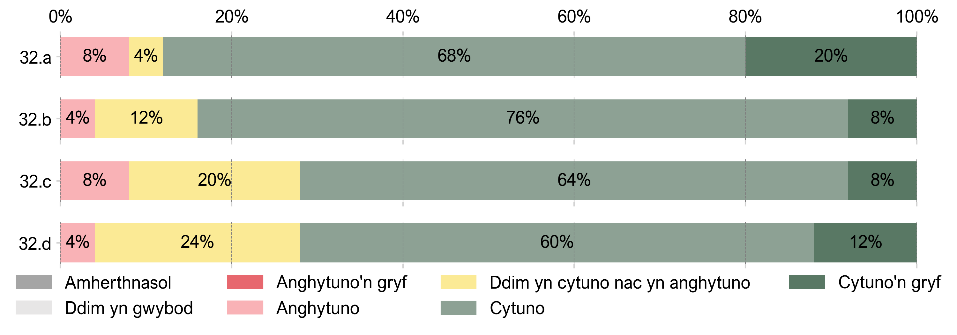 0% 20% 40% 60% 80% 100%
32.a 8% 4% 68% 20%
32.b 4% 12% 76% 8%
32.c 8% 20% 64% 8%
32.d 4% 24% 60% 12%
Amherthnasol Anghytuno'n gryf Ddim yn cytuno nac yn anghytuno Cytuno'n gryf
Ddim yn gwybod Anghytuno Cytuno